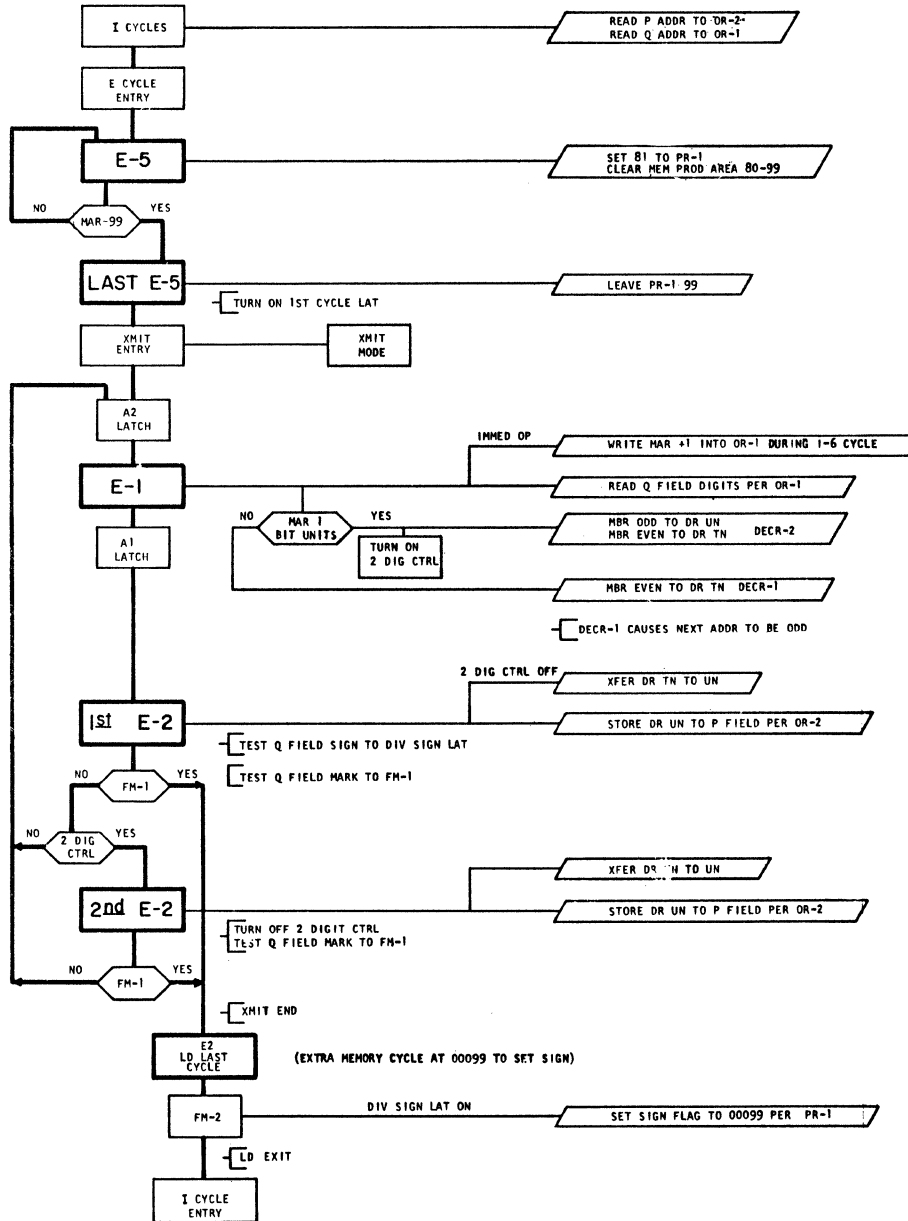 I CYCLES
READ P ADDR TO OR-2-
READ Q ADDR TO OR-1
E CYCLE
ENTRY
E-5
SET 81 TO PR-1
CLEAR MEM PROD AREA 80-99
NO
MAR-99
YES
LAST E-5
LEAVE PR-1 99
TURN ON 1ST CYCLE LAT
XMIT
ENTRY
XMIT
MODE
A2
LATCH
IMMED OP
WRITE MAR +1 INTO OR-1 DURING 1-6 CYCLE
E-1
READ Q FIELD DIGITS PER OR-1
NO
MAR 1
BIT UNITS
YES
MBR ODD TO DR UN
MBR EVEN TO DR TN DECR-2
A1
LATCH
TURN ON
2 DIG CTRL
MBR EVEN TO DR TN DECR-1
DECR-1 CAUSES NEXT ADDR TO BE ODD
2 DIG CTRL OFF
XFER DR TN TO UN
1st E-2
STORE DR UN TO P FIELD PER OR-2
TEST Q FIELD SIGN TO DIV SIGN LAT
TEST Q FIELD MARK TO FM-1
NO
FM-1
YES
NO
2 DIG
CTRL
YES
XFER DR TO UN
2nd E-2
STORE DR UN TO P FIELD PER OR-2
TURN OFF 2 DIGIT CTRL
TEST Q FIELD MARK TO FM-1
NO
FM-1
YES
XMIT END
E2
LD LAST
CYCLE
(EXTRA MEMORY CYCLE AT 00099 TO SET SIGN)
FM-2
DIV SIGN LAT ON
SET SIGN FLAG TO 00099 PER PR-1
LD EXIT
I CYCLE
ENTRY